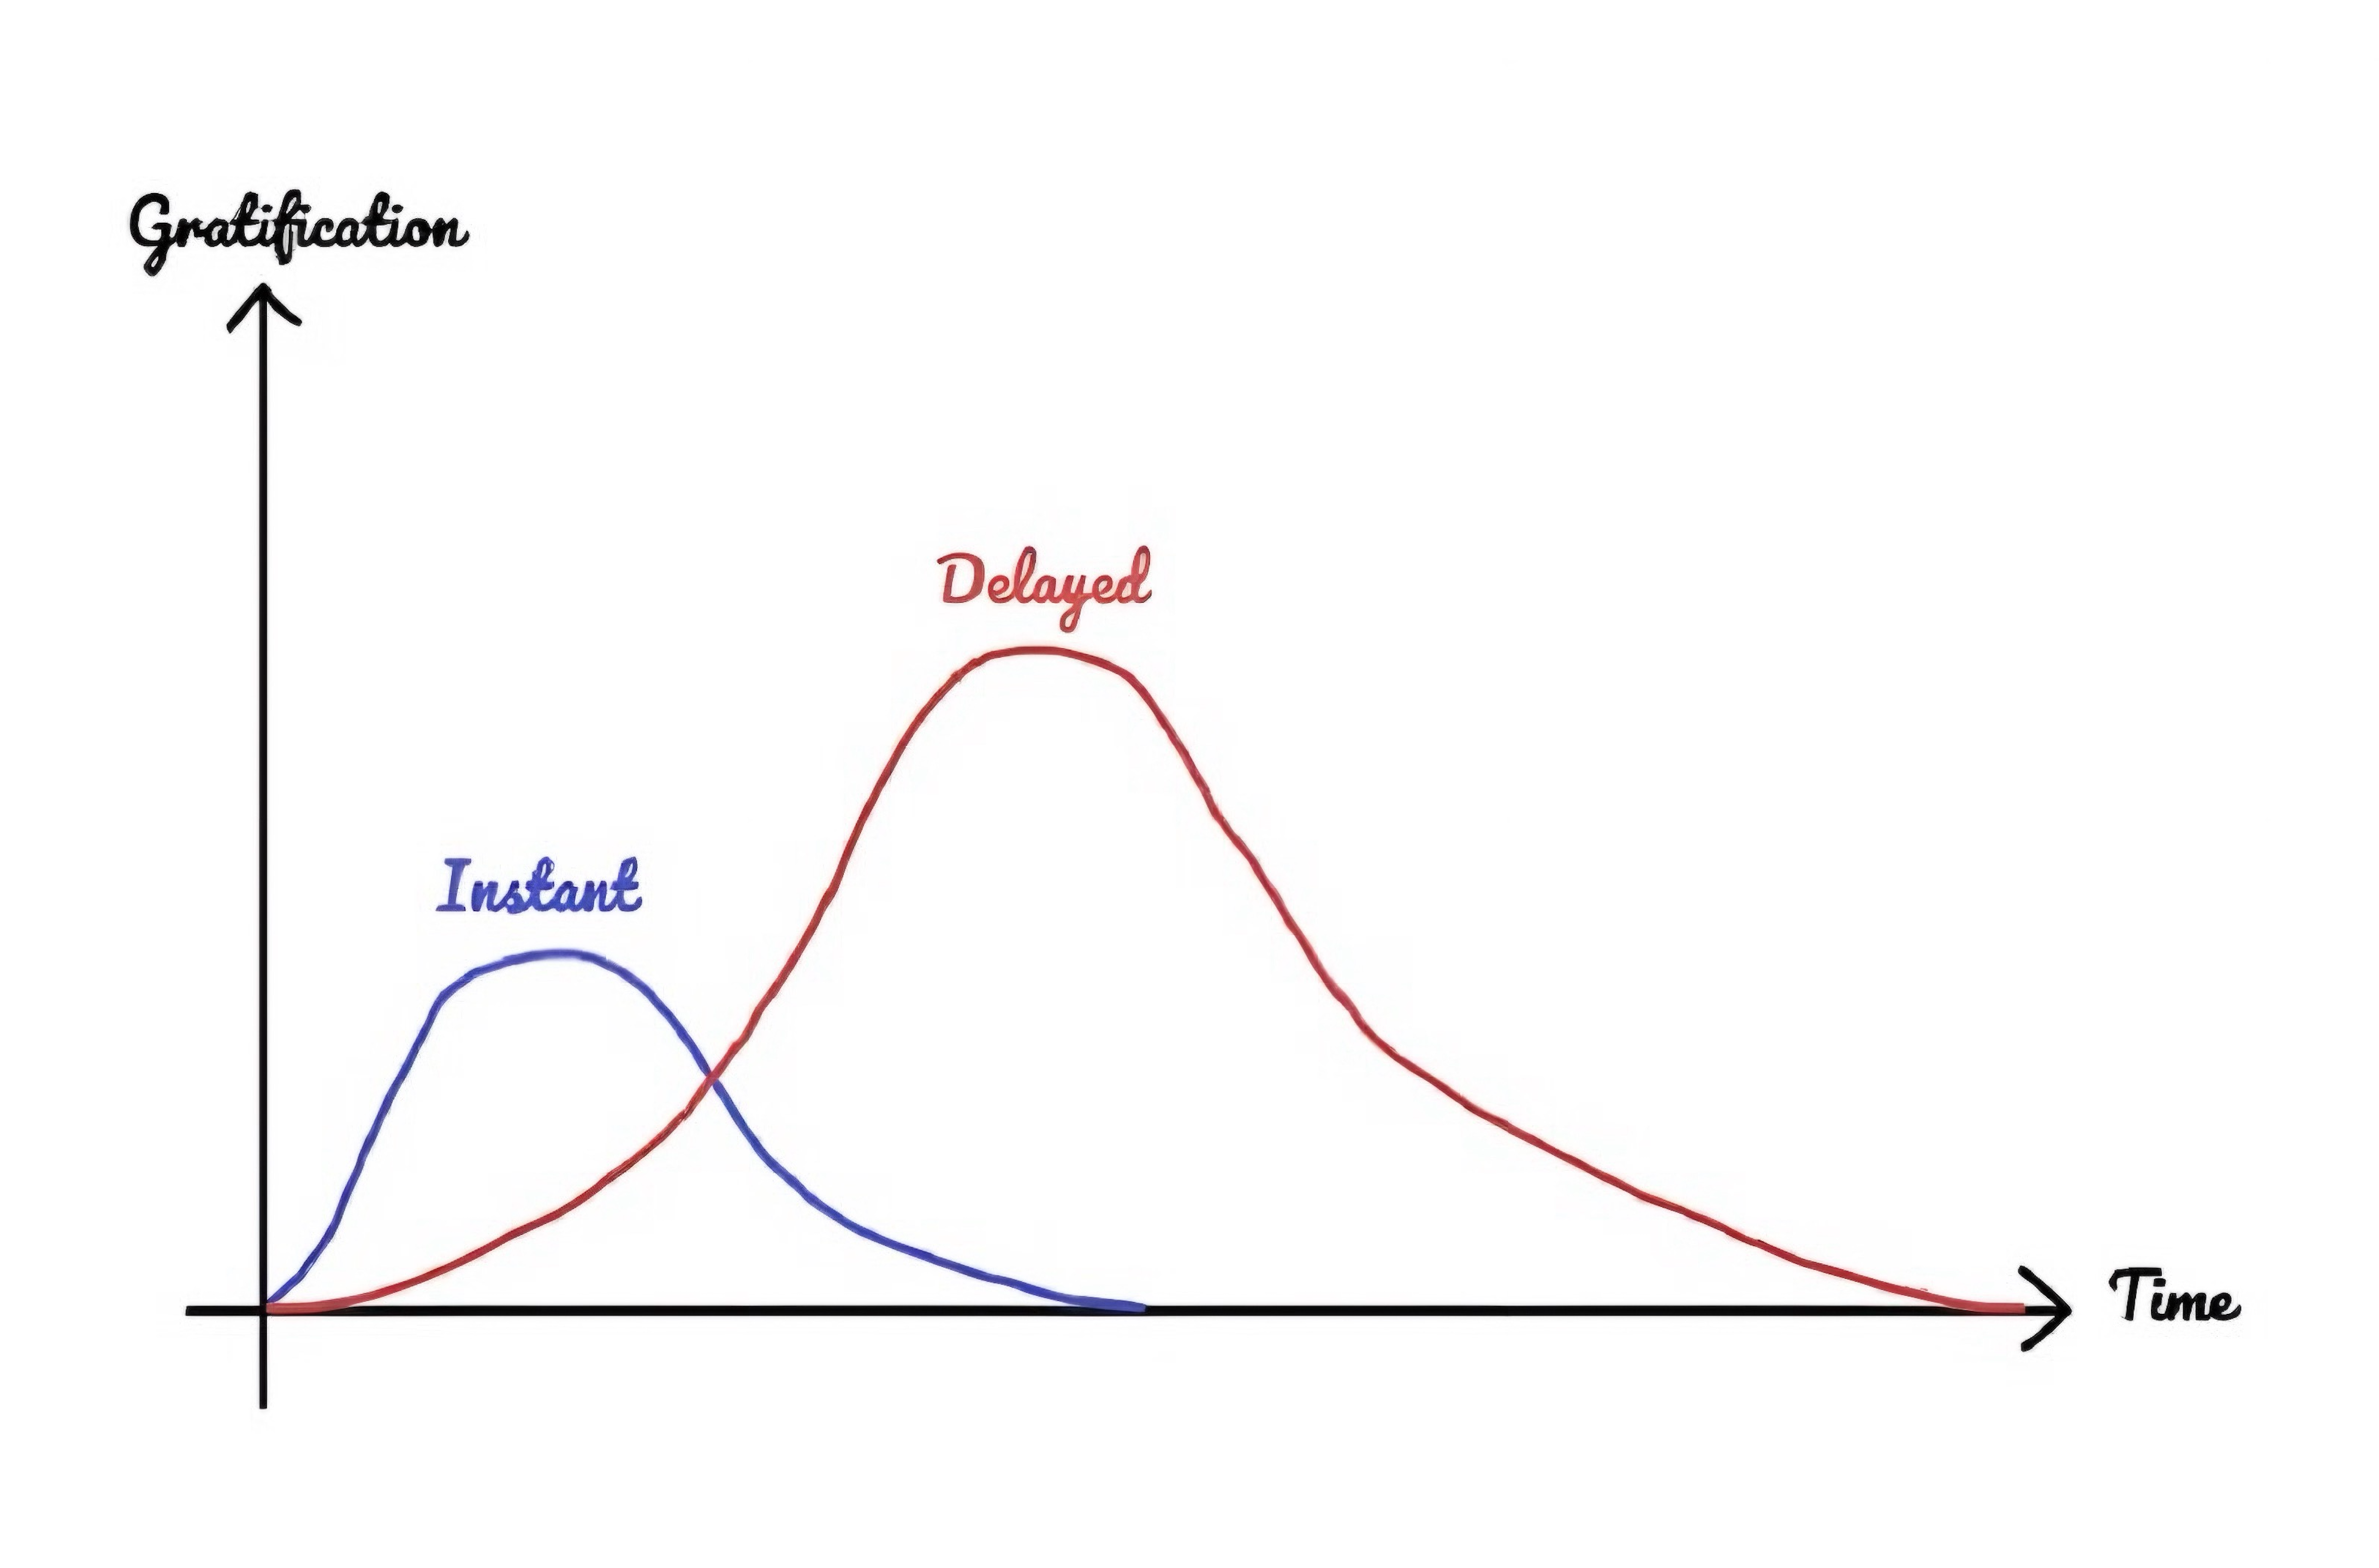 Gratification
Delayed
Instant
Time